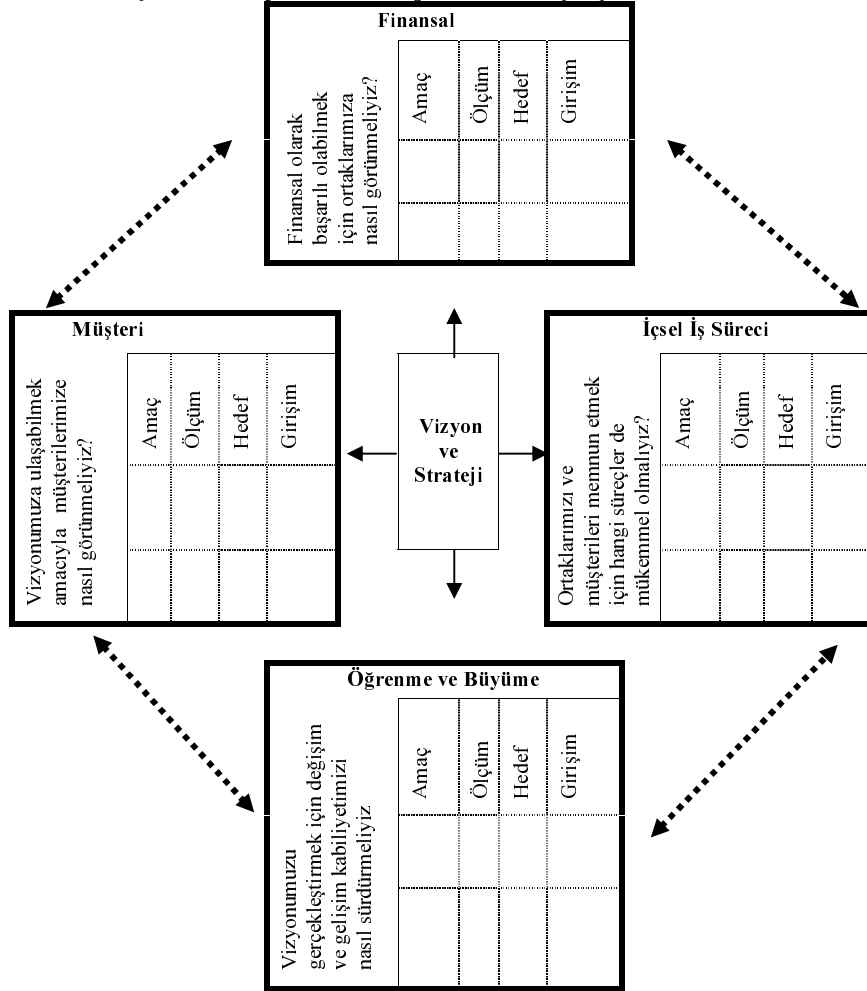 Finansal
Finansal olarak
başarılı olabilmek
için ortaklarımıza
nasıl görünmeliyiz?
Amaç
Ölçüm
Hedef
Girişim
Müşteri
Vizyonumuza ulaşabilmek
amacıyla müşterilerimize
nasıl görünmeliyiz?
Amaç
Ölçüm
Hedef
Girişim
Vizyon
ve
Strateji
İçsel İş Süreci
Ortaklarımızı ve
müşterileri memnun etmek
için hangi süreçler de
mükemmel olmalıyız?
Amaç
Ölçüm
Hedef
Girişim
Öğrenme ve Büyüme
Vizyonumuzu
gerçekleştirmek için değişim
ve gelişim kabiliyetimizi
nasıl sürdürmeliyiz
Amaç
Ölçüm
Hedef
Girişim